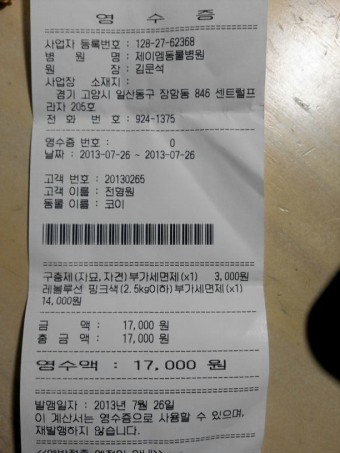 영 수 증
사업자 등록번호 : 128-27-62368
병 원 명 : 제이엠동물병원
원 장 : 김문석
사업장 소재지 :
경기 고양시 일산동구 장항동 846 센트럴프
라자 205호
전 화 번 호 : 924-1375
영수증 번호 : 0
날짜 : 2013-07-26 ~ 2013-07-26
고객 번호 : 20130265
고객 이름 : 전염원
동물 이름 : 코이
구충제(자묘,자견)부가세면제(x1) 3,000원
레볼루션 핑크색(2.5kg이하)부가세면제(x1)
14,000원
금 액 : 17,000 원
총 금 액 : 17,000 원
영수액 : 17,000 원
발행일자 : 2013년 7월 26일
이 계산서는 영수증으로 사용할 수 있으며,
재발행하지 않습니다.